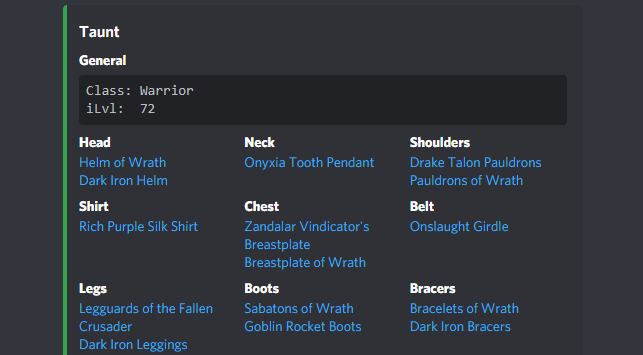 Taunt
General
Class: Warrior
iLvl:  72
Head
Helm of Wrath
Dark Iron Helm
Neck
Onyxia Tooth Pendant
Shoulders
Drake Talon Pauldrons
Pauldrons of Wrath
Shirt
Rich Purple Silk Shirt
Chest
Zandalar Vindicator's
Breastplate
Breastplate of Wrath
Belt
Onslaught Girdle
Legs
Legguards of the Fallen
Crusader
Dark Iron Leggings
Boots
Sabatons of Wrath
Goblin Rocket Boots
Bracers
Bracelets of Wrath
Dark Iron Bracers